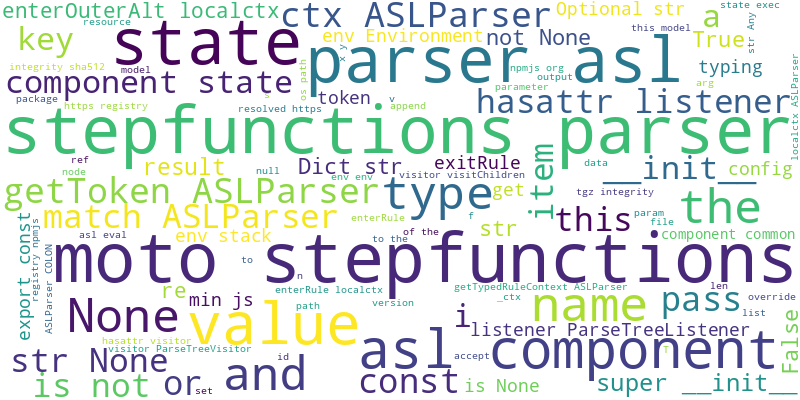 enterOuterAlt localctx
resource
ctx ASLParser
Optional str
state exec
key
state
env Environment
not None
a
this model
True
str Any
integrity sha512
model
parser asl
x y
npmjs org
output
typing
component state
os path
token
v
parameter
arg
package
https registry
resolved https
append
hasattr listener
stepfunctions parser
localctx ASLParser
ref
node
result
null
Dict str
exitRule
item
data
__init__
config
env env
visitor visitChildren
getToken ASLParser
type
get
tgz integrity
the
match ASLParser
enterRule
f
str
this
param
file
export const
registry npmjs
asl eval
env stack
to the
of the
component common
moto stepfunctions
ASLParser COLON
to
n
re
min js
enterRule localctx
getTypedRuleContext ASLParser
_ctx
len
override
None
value
path
version
i
name
list
pass
False
hasattr visitor
visitor ParseTreeVisitor
listener ParseTreeListener
str None
id
asl component
accept
T
is not
or
set
and
const
is None
super __init__